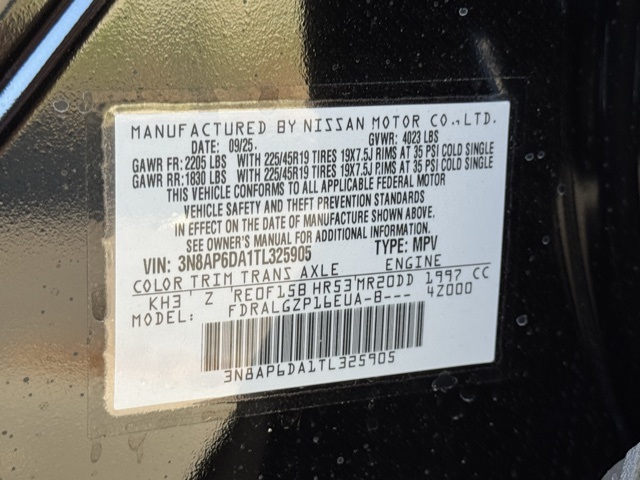 MANUFACTURED BY NISSAN MOTOR CO., LTD.
DATE: 09/25. GVWR: 4023 LBS
GAWR FR: 2205 LBS WITH 225/45R19 TIRES 19X7.5J RIMS AT 35 PSI COLD SINGLE
GAWR RR: 1830 LBS WITH 225/45R19 TIRES 19X7.5J RIMS AT 35 PSI COLD SINGLE
THIS VEHICLE CONFORMS TO ALL APPLICABLE FEDERAL MOTOR
VEHICLE SAFETY AND THEFT PREVENTION STANDARDS
IN EFFECT ON THE DATE OF MANUFACTURE SHOWN ABOVE.
SEE OWNER'S MANUAL FOR ADDITIONAL INFORMATION
VIN: 3N8AP6DA1TL325905 TYPE: MPV
COLOR TRIM TRANS AXLE ENGINE
KH3 Z RE0F15B HR53 MR20DD 1997 CC
MODEL: FDRALGZP16EUA-B--- 42000
3N8AP6DA1TL325905